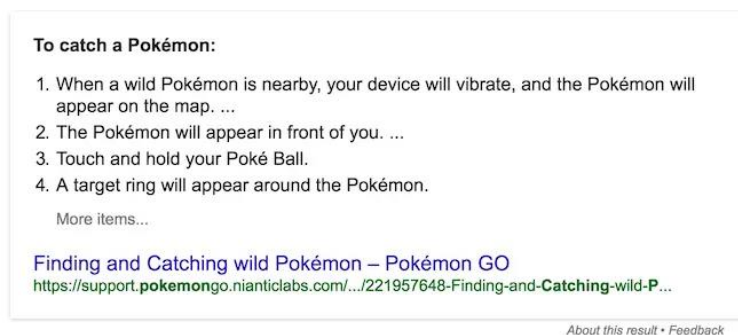 To catch a Pokémon:
1. When a wild Pokémon is nearby, your device will vibrate, and the Pokémon will
appear on the map. ...
2. The Pokémon will appear in front of you. ...
3. Touch and hold your Poké Ball.
4. A target ring will appear around the Pokémon.
More items...
Finding and Catching wild Pokémon – Pokémon GO
https://support.pokemongo.nianticlabs.com/.../221957648-Finding-and-Catching-wild-P...
About this result • Feedback